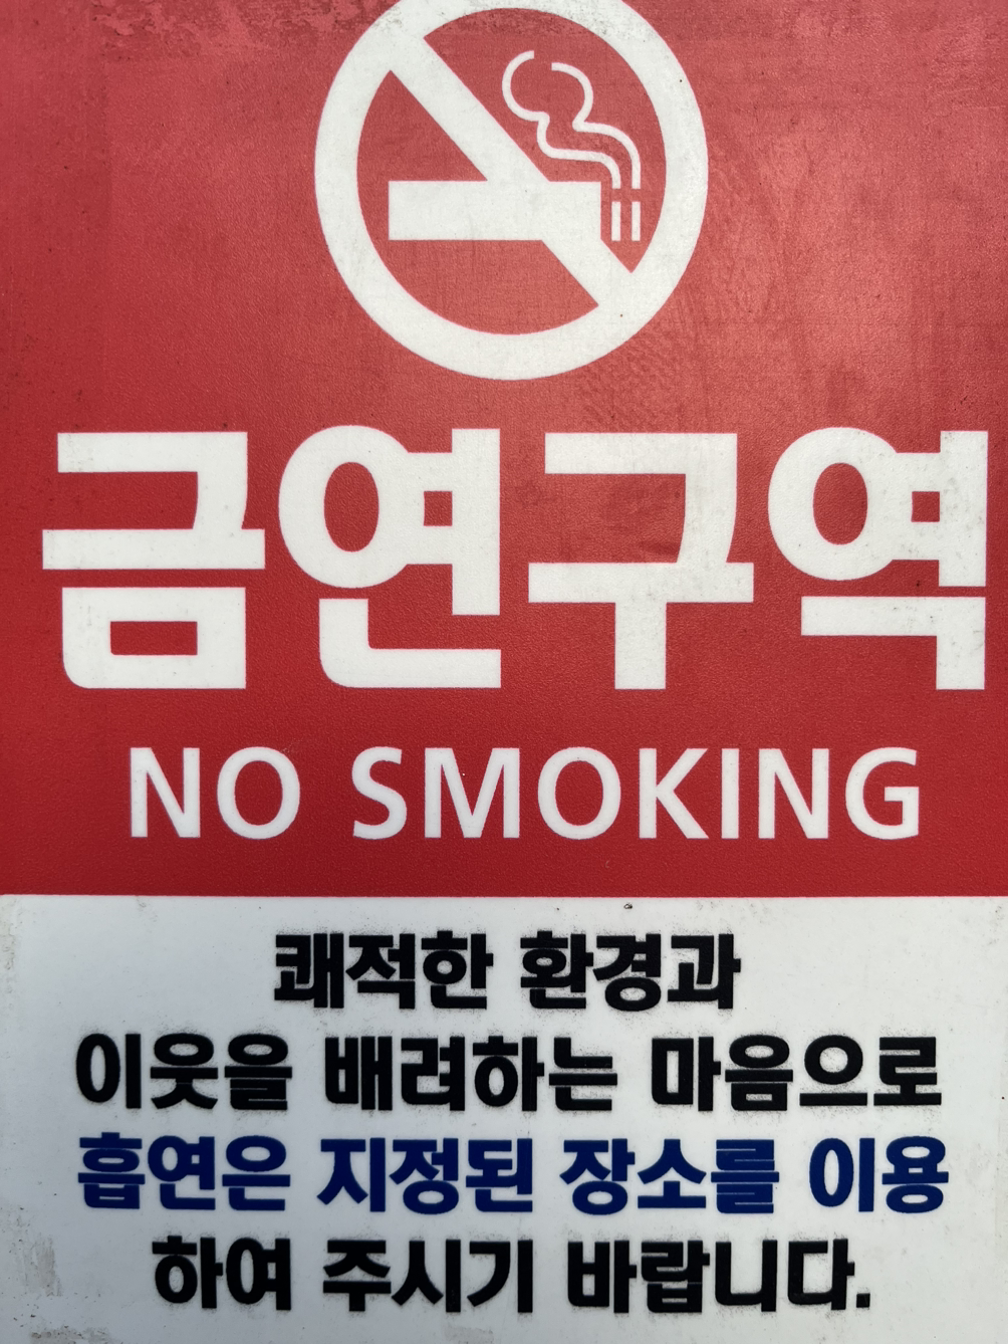 금연구역
NO SMOKING
쾌적한 환경과
이웃을 배려하는 마음으로
흡연은 지정된 장소를 이용
하여 주시기 바랍니다.